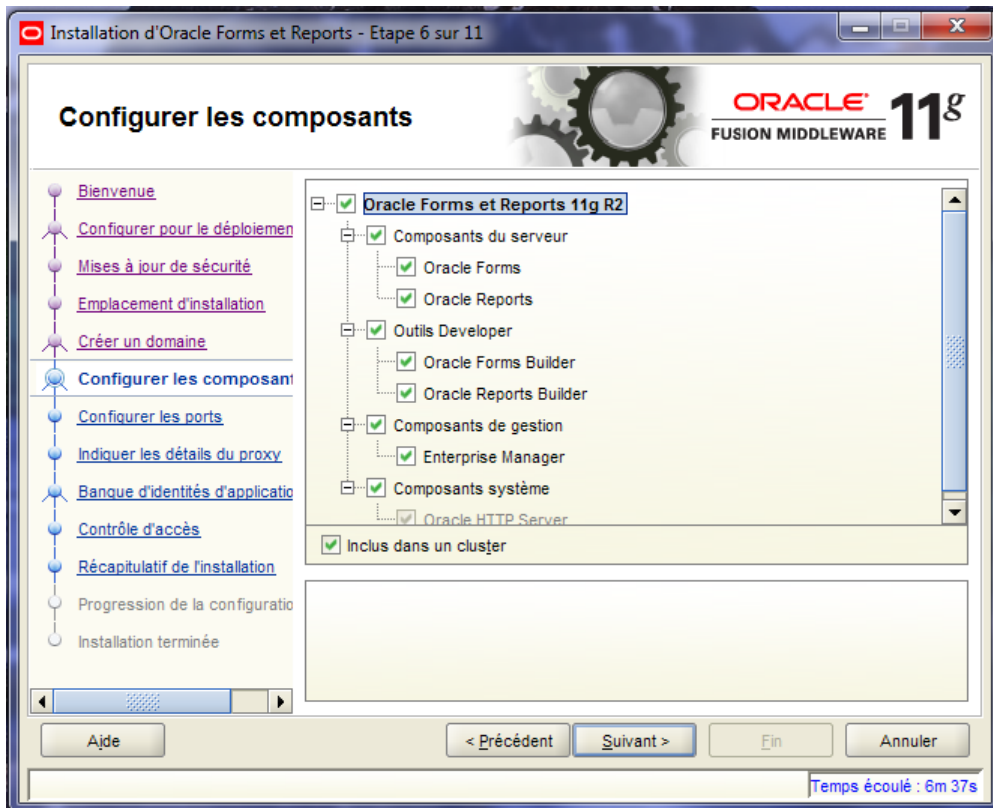 Installation d'Oracle Forms et Reports - Etape 6 sur 11
Configurer les composants
ORACLE
FUSION MIDDLEWARE 11g
Bienvenue
Configurer pour le déploiemen
Mises à jour de sécurité
Emplacement d'installation
Créer un domaine
Configurer les composant
Configurer les ports
Indiquer les détails du proxy
Banque d'identités d'applicatio
Contrôle d'accès
Récapitulatif de l'installation
Progression de la configuratio
Installation terminée
Oracle Forms et Reports 11g R2
Composants du serveur
Oracle Forms
Oracle Reports
Outils Developer
Oracle Forms Builder
Oracle Reports Builder
Composants de gestion
Enterprise Manager
Composants système
Oracle HTTP Server
Inclus dans un cluster
Aide
< Précédent
Suivant >
Fin
Annuler
Temps écoulé : 6m 37s